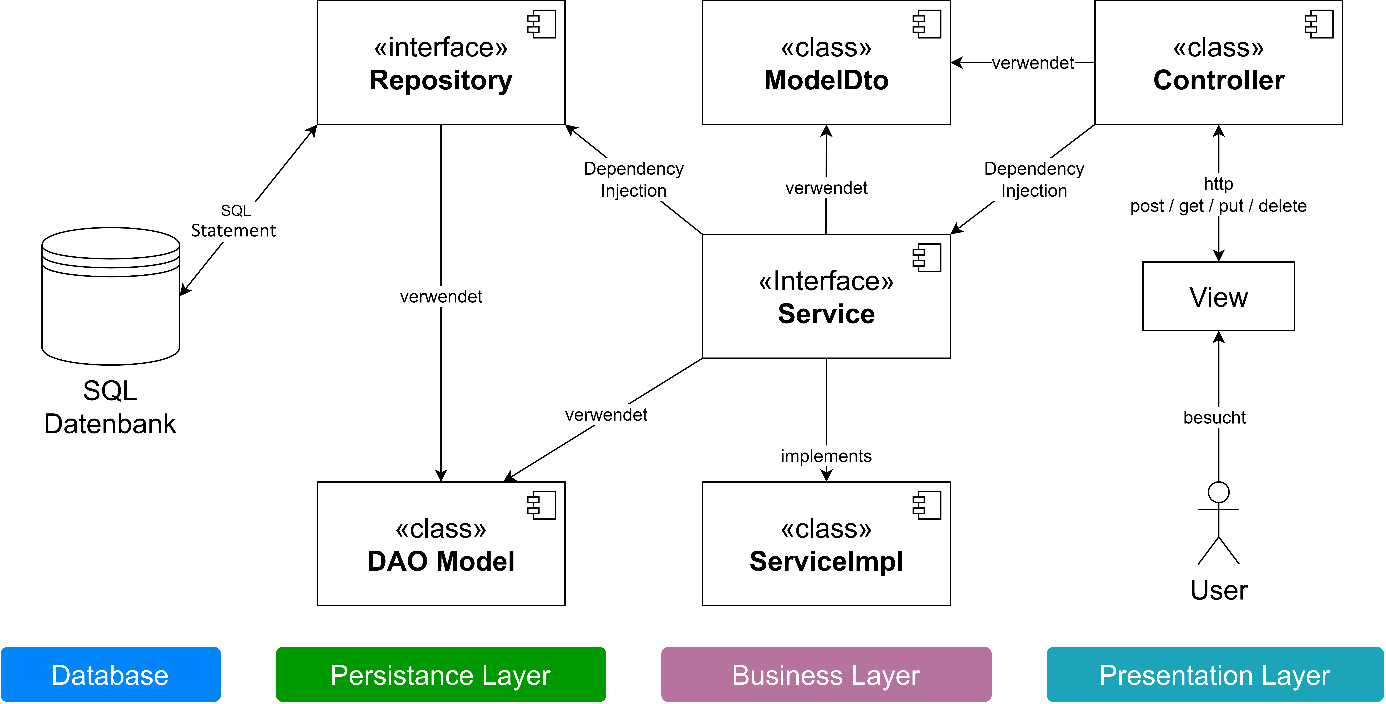 «interface»
Repository
«class»
ModelDto
verwendet
«class»
Controller
SQL
Statement
Dependency
Injection
verwendet
Dependency
Injection
http
post / get / put / delete
verwendet
«Interface»
Service
View
SQL
Datenbank
verwendet
implements
besucht
«class»
DAO Model
«class»
ServiceImpl
User
Database
Persistance Layer
Business Layer
Presentation Layer